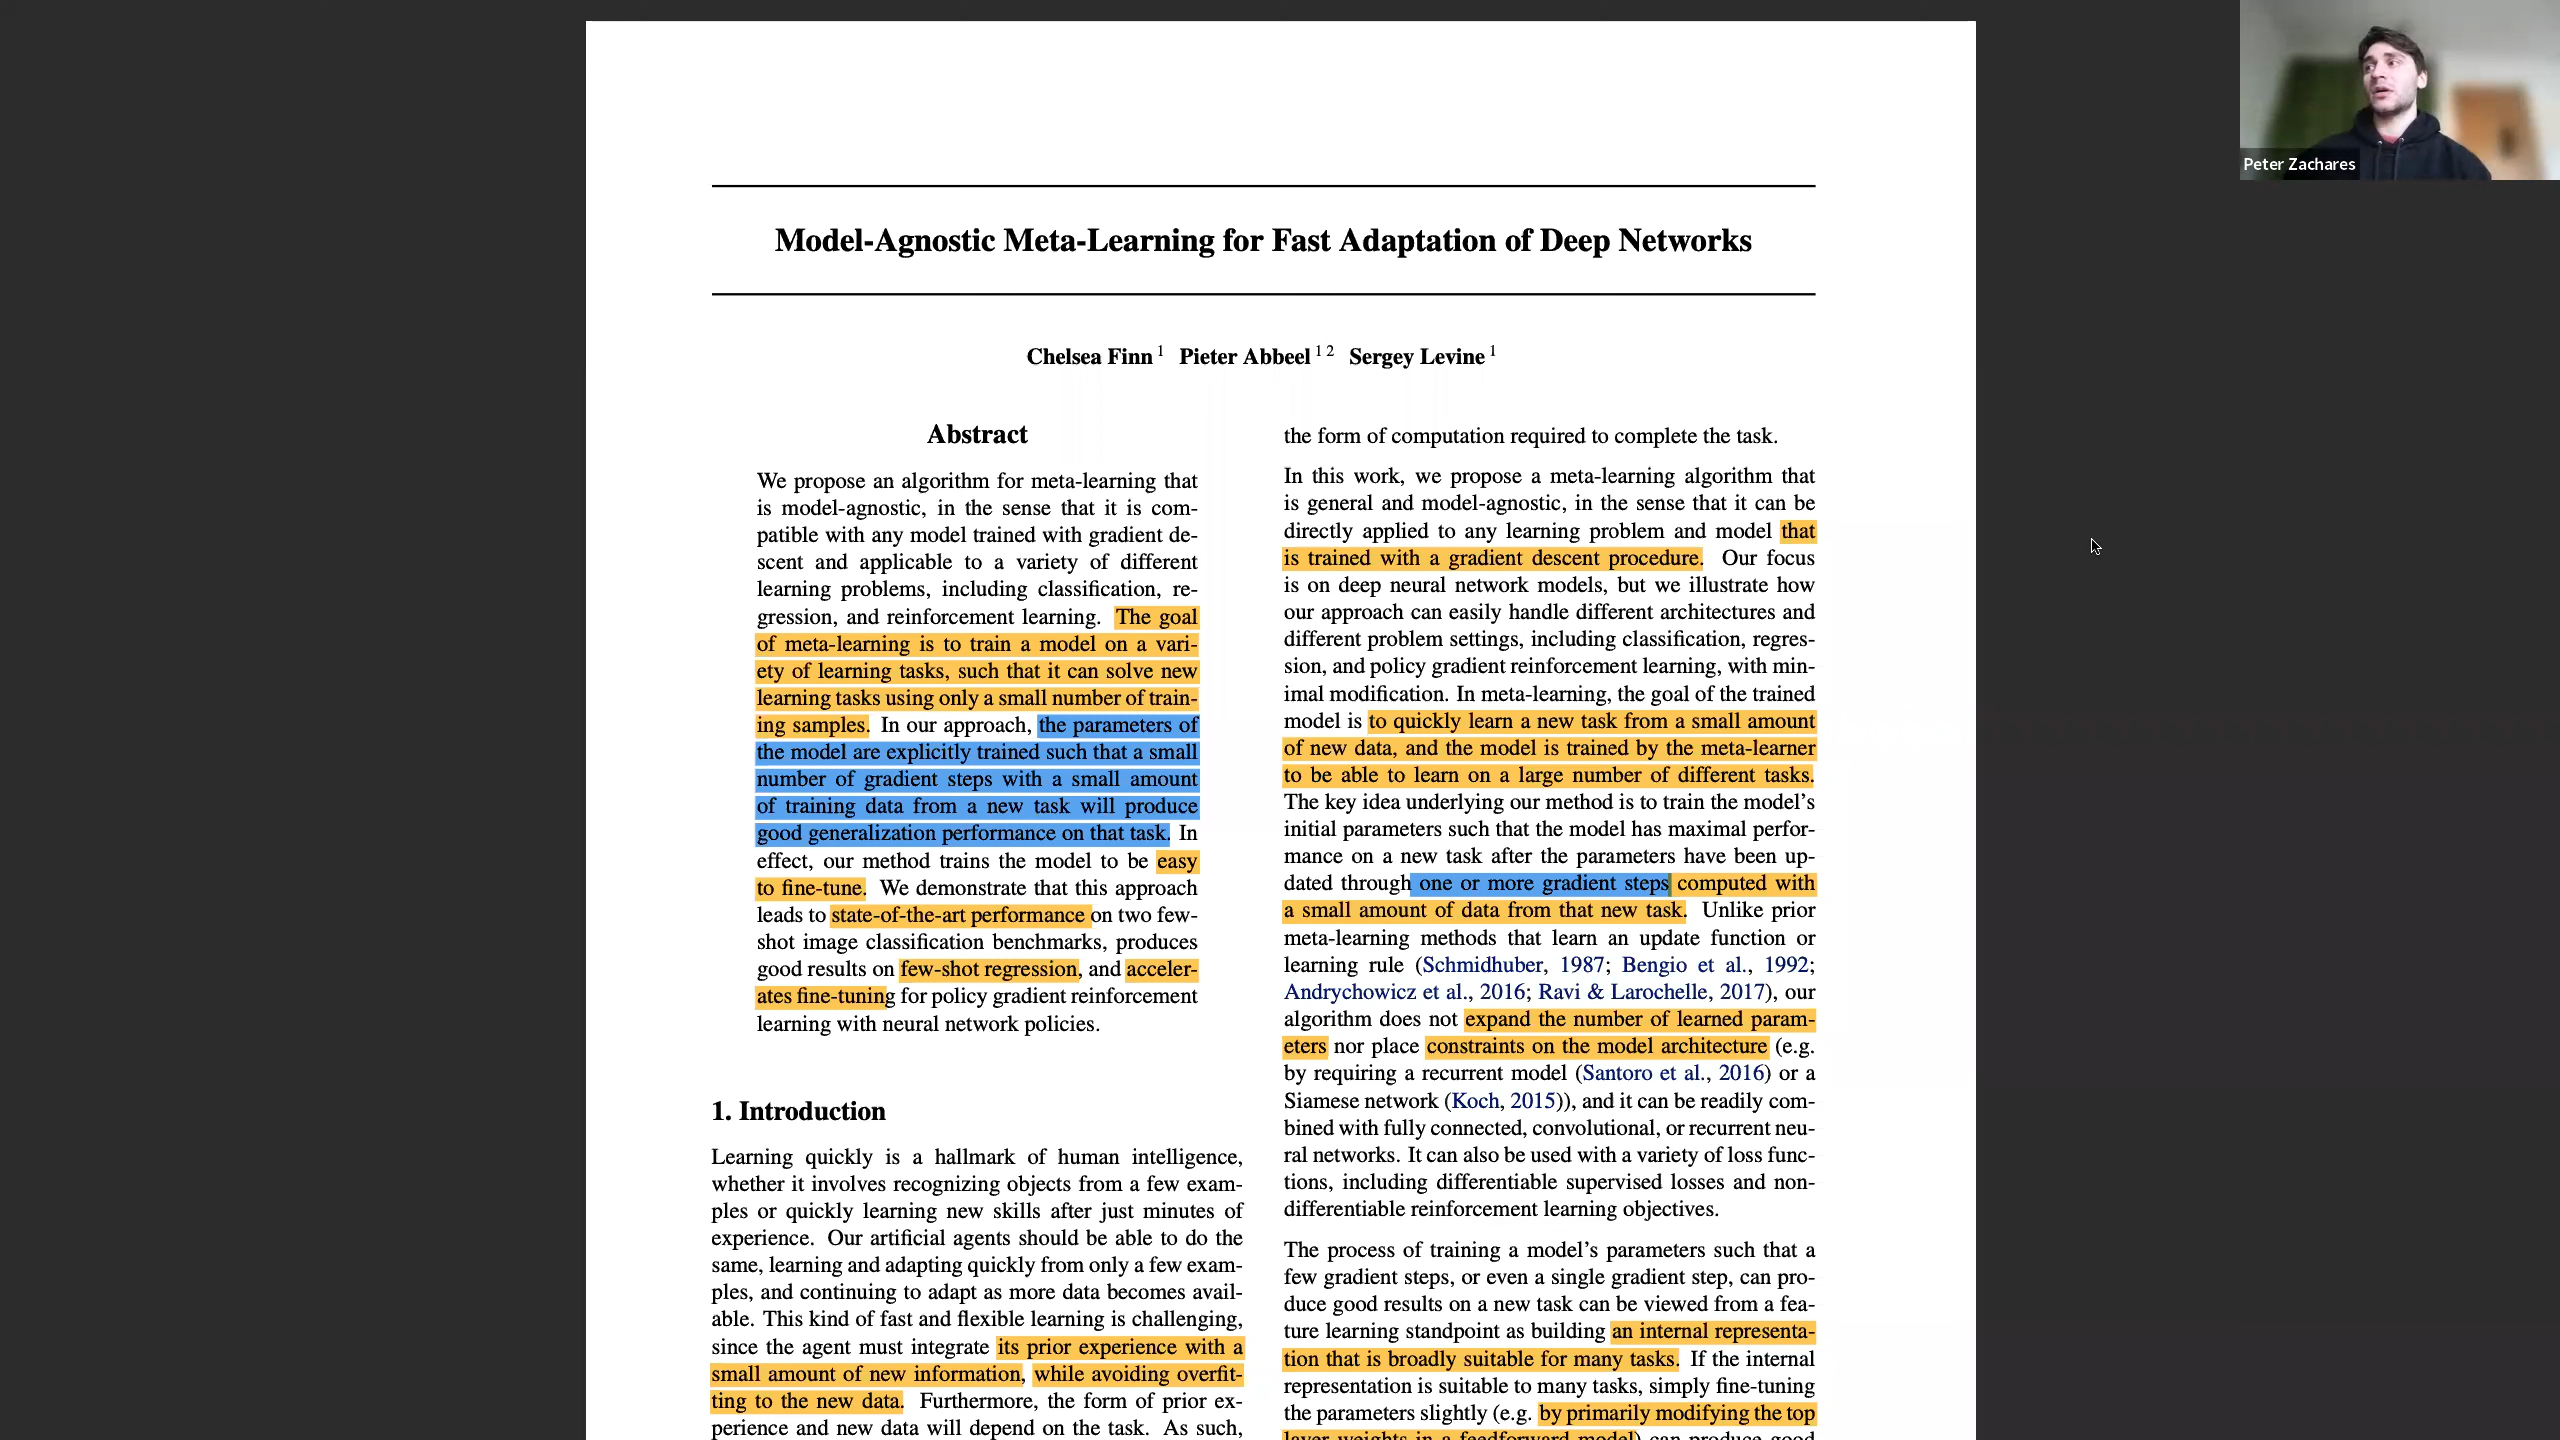 Peter Zachares
Model-Agnostic Meta-Learning for Fast Adaptation of Deep Networks
Chelsea Finn 1 Pieter Abbeel 1 2 Sergey Levine 1
Abstract
We propose an algorithm for meta-learning that
is model-agnostic, in the sense that it is com-
patible with any model trained with gradient de-
scent and applicable to a variety of different
learning problems, including classification, re-
gression, and reinforcement learning. The goal
of meta-learning is to train a model on a vari-
ety of learning tasks, such that it can solve new
learning tasks using only a small number of train-
ing samples. In our approach, the parameters of
the model are explicitly trained such that a small
number of gradient steps with a small amount
of training data from a new task will produce
good generalization performance on that task. In
effect, our method trains the model to be easy
to fine-tune. We demonstrate that this approach
leads to state-of-the-art performance on two few-
shot image classification benchmarks, produces
good results on few-shot regression, and acceler-
ates fine-tuning for policy gradient reinforcement
learning with neural network policies.
1. Introduction
Learning quickly is a hallmark of human intelligence,
whether it involves recognizing objects from a few exam-
ples or quickly learning new skills after just minutes of
experience. Our artificial agents should be able to do the
same, learning and adapting quickly from only a few exam-
ples, and continuing to adapt as more data becomes avail-
able. This kind of fast and flexible learning is challenging,
since the agent must integrate its prior experience with a
small amount of new information, while avoiding overfit-
ting to the new data. Furthermore, the form of prior ex-
perience and new data will depend on the task. As such,
the form of computation required to complete the task.
In this work, we propose a meta-learning algorithm that
is general and model-agnostic, in the sense that it can be
directly applied to any learning problem and model that
is trained with a gradient descent procedure. Our focus
is on deep neural network models, but we illustrate how
our approach can easily handle different architectures and
different problem settings, including classification, regres-
sion, and policy gradient reinforcement learning, with min-
imal modification. In meta-learning, the goal of the trained
model is to quickly learn a new task from a small amount
of new data, and the model is trained by the meta-learner
to be able to learn on a large number of different tasks.
The key idea underlying our method is to train the model's
initial parameters such that the model has maximal perfor-
mance on a new task after the parameters have been up-
dated through one or more gradient steps computed with
a small amount of data from that new task. Unlike prior
meta-learning methods that learn an update function or
learning rule (Schmidhuber, 1987; Bengio et al., 1992;
Andrychowicz et al., 2016; Ravi & Larochelle, 2017), our
algorithm does not expand the number of learned param-
eters nor place constraints on the model architecture (e.g.
by requiring a recurrent model (Santoro et al., 2016) or a
Siamese network (Koch, 2015)), and it can be readily com-
bined with fully connected, convolutional, or recurrent neu-
ral networks. It can also be used with a variety of loss func-
tions, including differentiable supervised losses and non-
differentiable reinforcement learning objectives.
The process of training a model's parameters such that a
few gradient steps, or even a single gradient step, can pro-
duce good results on a new task can be viewed from a fea-
ture learning standpoint as building an internal representa-
tion that is broadly suitable for many tasks. If the internal
representation is suitable to many tasks, simply fine-tuning
the parameters slightly (e.g. by primarily modifying the top
layer weights in a feedforward model) can produce good